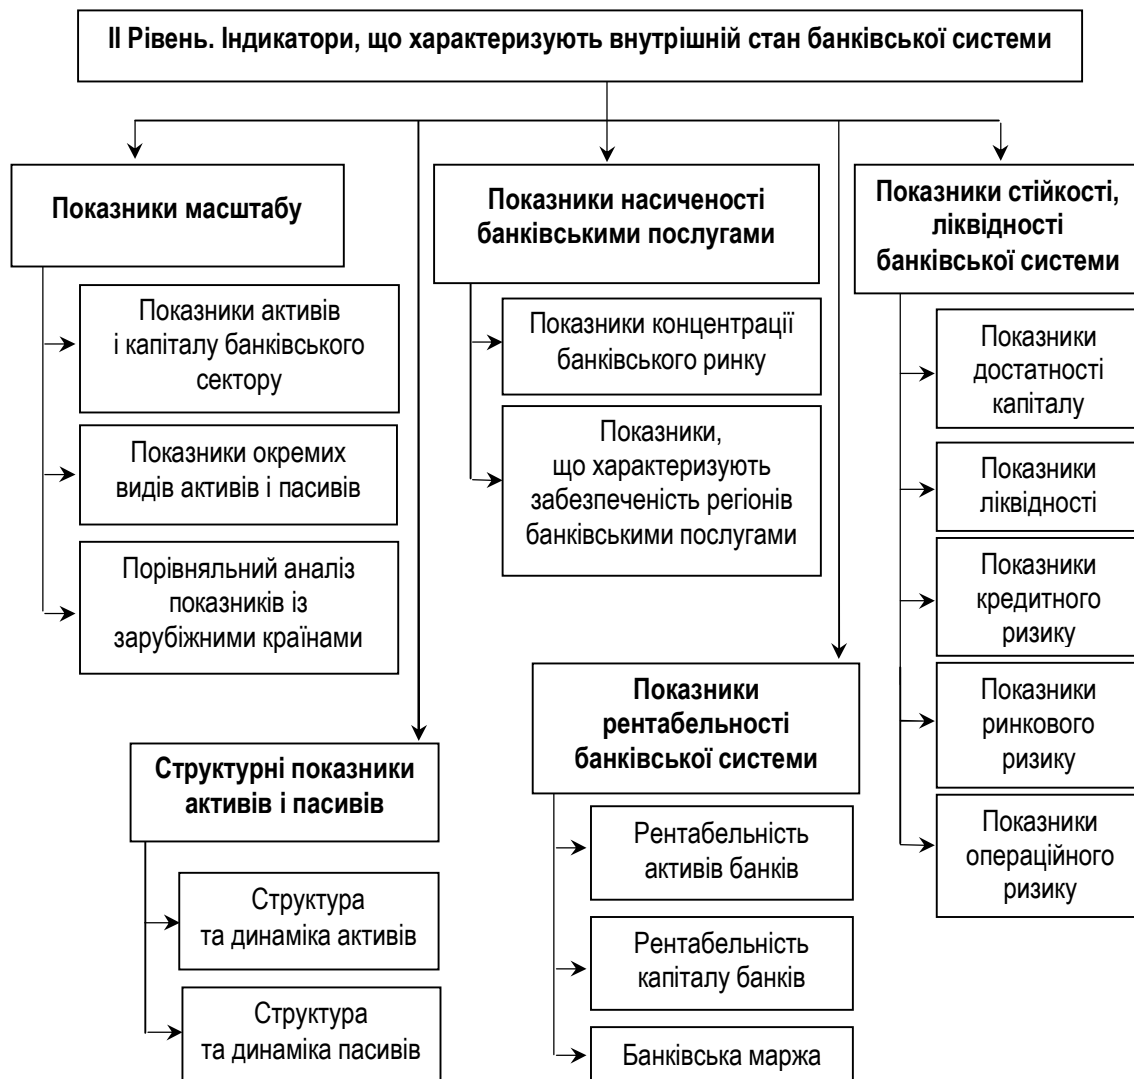 ІІ Рівень. Індикатори, що характеризують внутрішній стан банківської системи
Показники масштабу
Показники активів
і капіталу банківського
сектору
Показники окремих
видів активів і пасивів
Порівняльний аналіз
показників із
зарубіжними країнами
Структурні показники
активів і пасивів
Структура
та динаміка активів
Структура
та динаміка пасивів
Показники насиченості
банківськими послугами
Показники концентрації
банківського ринку
Показники,
що характеризують
забезпеченість регіонів
банківськими послугами
Показники
рентабельності
банківської системи
Рентабельність
активів банків
Рентабельність
капіталу банків
Банківська маржа
Показники стійкості,
ліквідності
банківської системи
Показники
достатності
капіталу
Показники
ліквідності
Показники
кредитного
ризику
Показники
ринкового
ризику
Показники
операційного
ризику